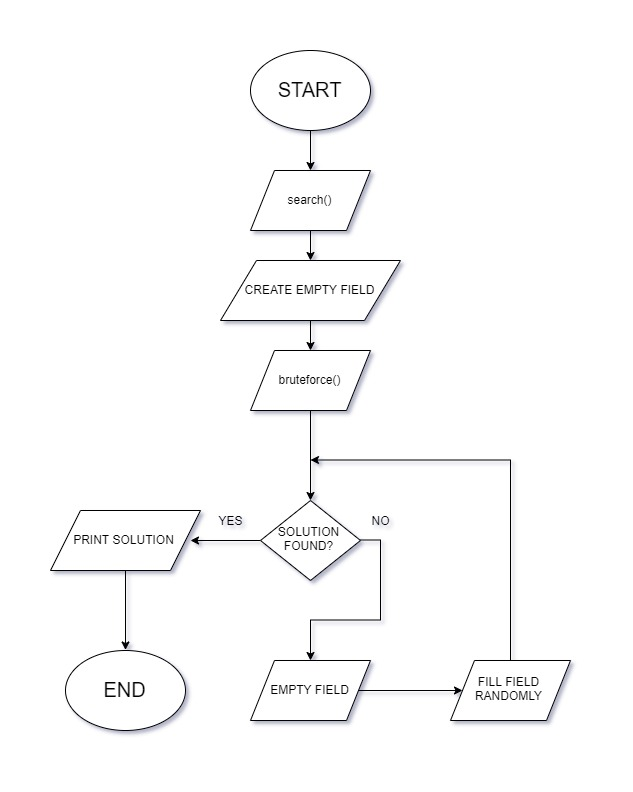 START
search()
CREATE EMPTY FIELD
bruteforce()
YES
NO
SOLUTION
FOUND?
PRINT SOLUTION
END
EMPTY FIELD
FILL FIELD
RANDOMLY